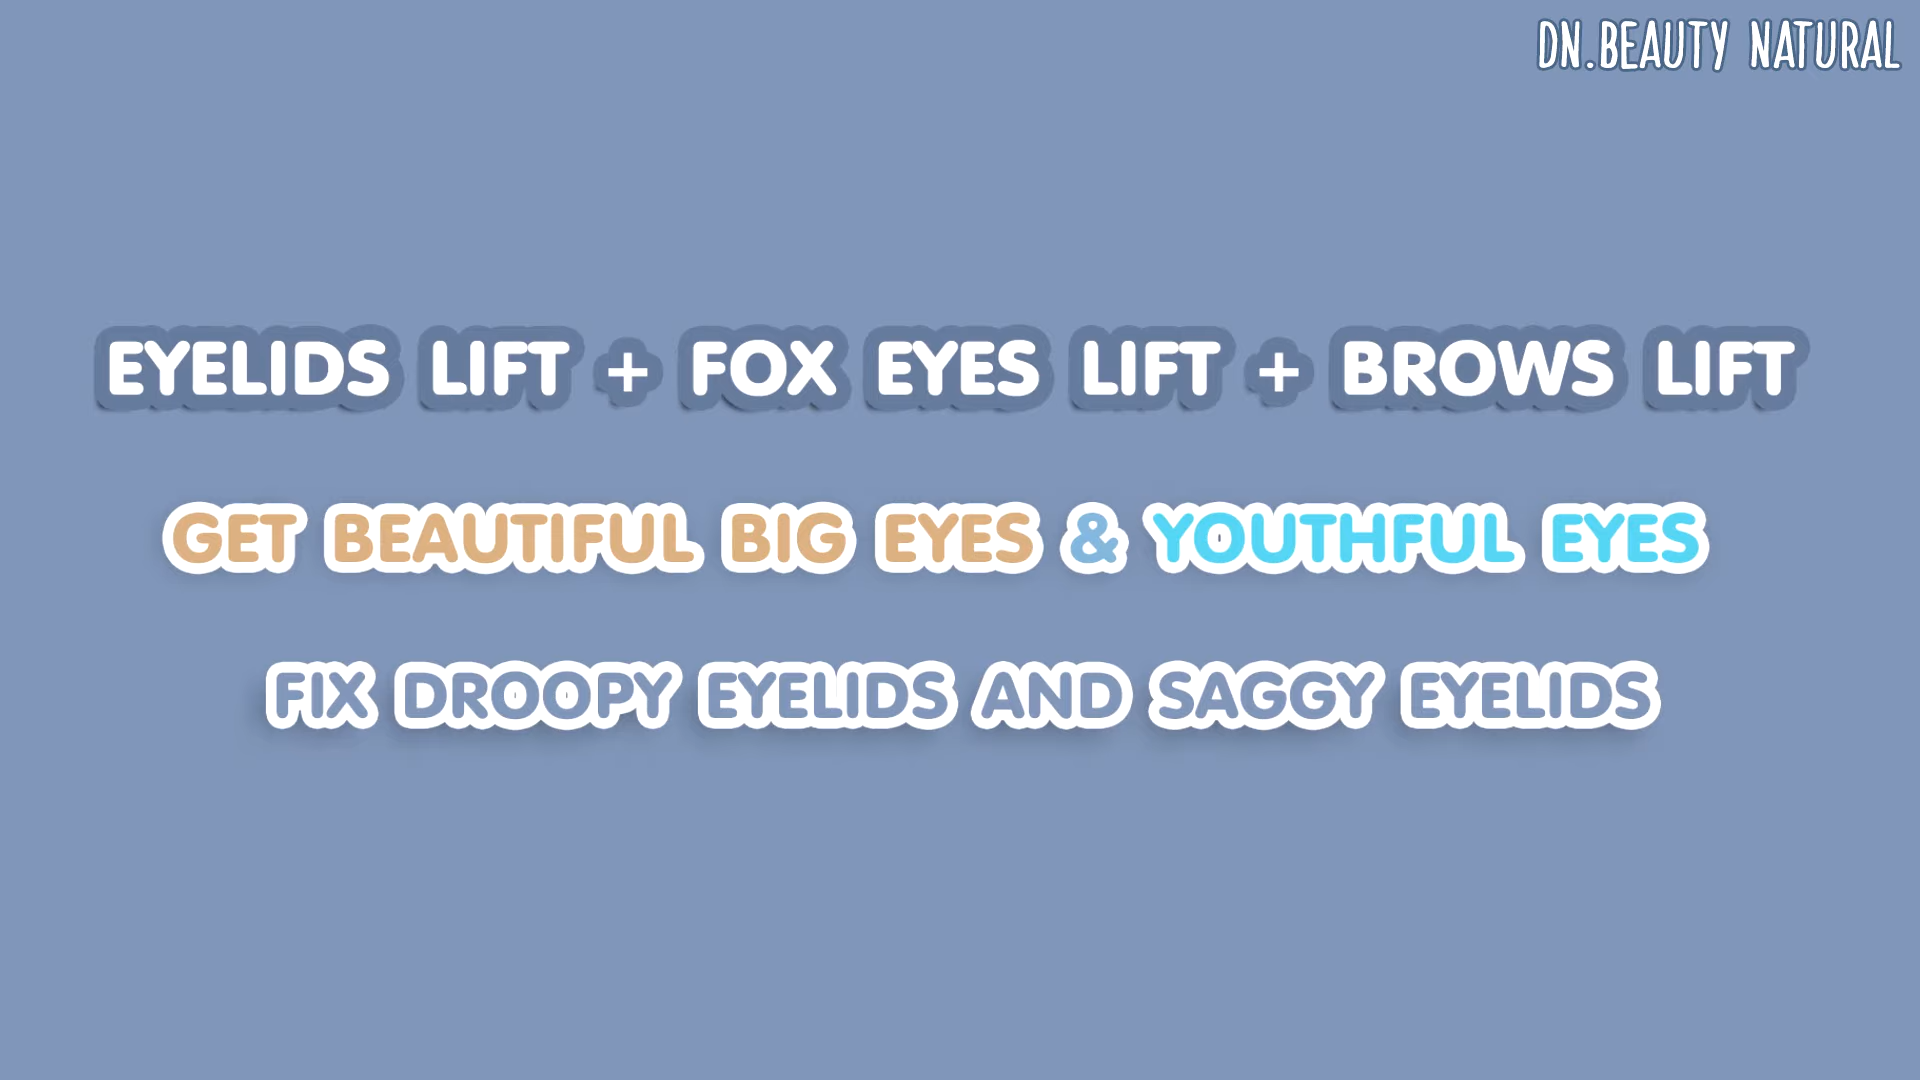 DN.BEAUTY NATURAL
EYELIDS LIFT + FOX EYES LIFT + BROWS LIFT
GET BEAUTIFUL BIG EYES & YOUTHFUL EYES
FIX DROOPY EYELIDS AND SAGGY EYELIDS